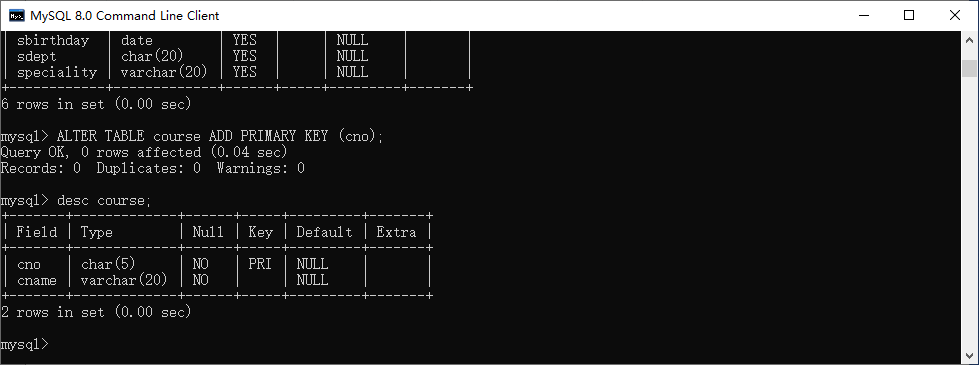 MySQL 8.0 Command Line Client
| sbirthday  | date        | YES  |     | NULL    |       |
| sdept      | char(20)    | YES  |     | NULL    |       |
| speciality | varchar(20) | YES  |     | NULL    |       |
+------------+-------------+------+-----+---------+-------+
6 rows in set (0.00 sec)
mysql> ALTER TABLE course ADD PRIMARY KEY (cno);
Query OK, 0 rows affected (0.04 sec)
Records: 0  Duplicates: 0  Warnings: 0
mysql> desc course;
+-------+-------------+------+-----+---------+-------+
| Field | Type        | Null | Key | Default | Extra |
+-------+-------------+------+-----+---------+-------+
| cno   | char(5)     | NO   | PRI | NULL    |       |
| cname | varchar(20) | NO   |     | NULL    |       |
+-------+-------------+------+-----+---------+-------+
2 rows in set (0.00 sec)
mysql>